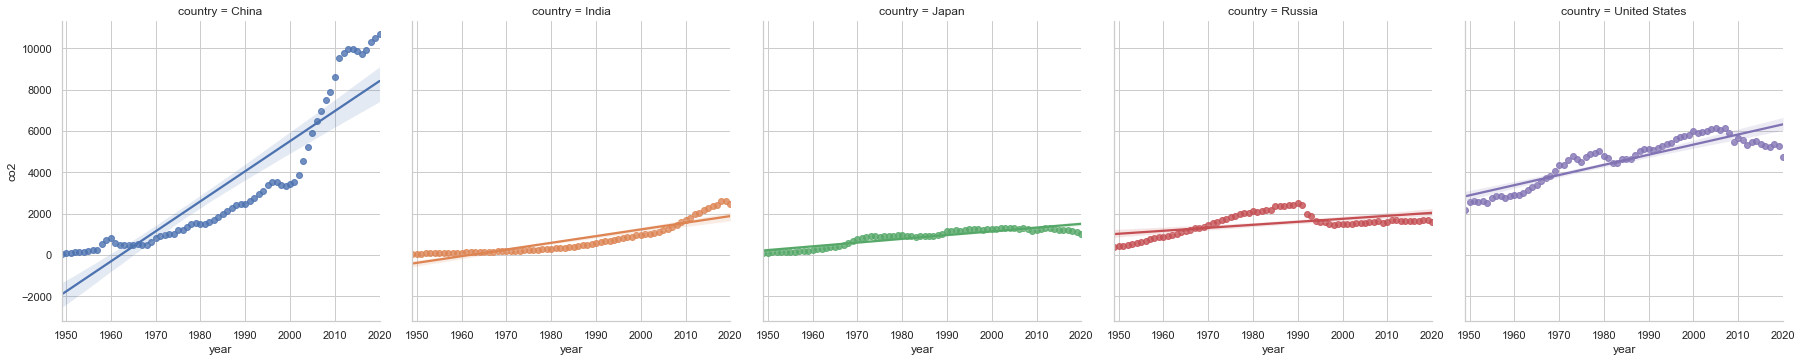 country = China
country = India
country = Japan
country = Russia
country = United States
co2
10000
8000
6000
4000
2000
0
−2000
1950 1960 1970 1980 1990 2000 2010 2020
1950 1960 1970 1980 1990 2000 2010 2020
1950 1960 1970 1980 1990 2000 2010 2020
1950 1960 1970 1980 1990 2000 2010 2020
1950 1960 1970 1980 1990 2000 2010 2020
year
year
year
year
year